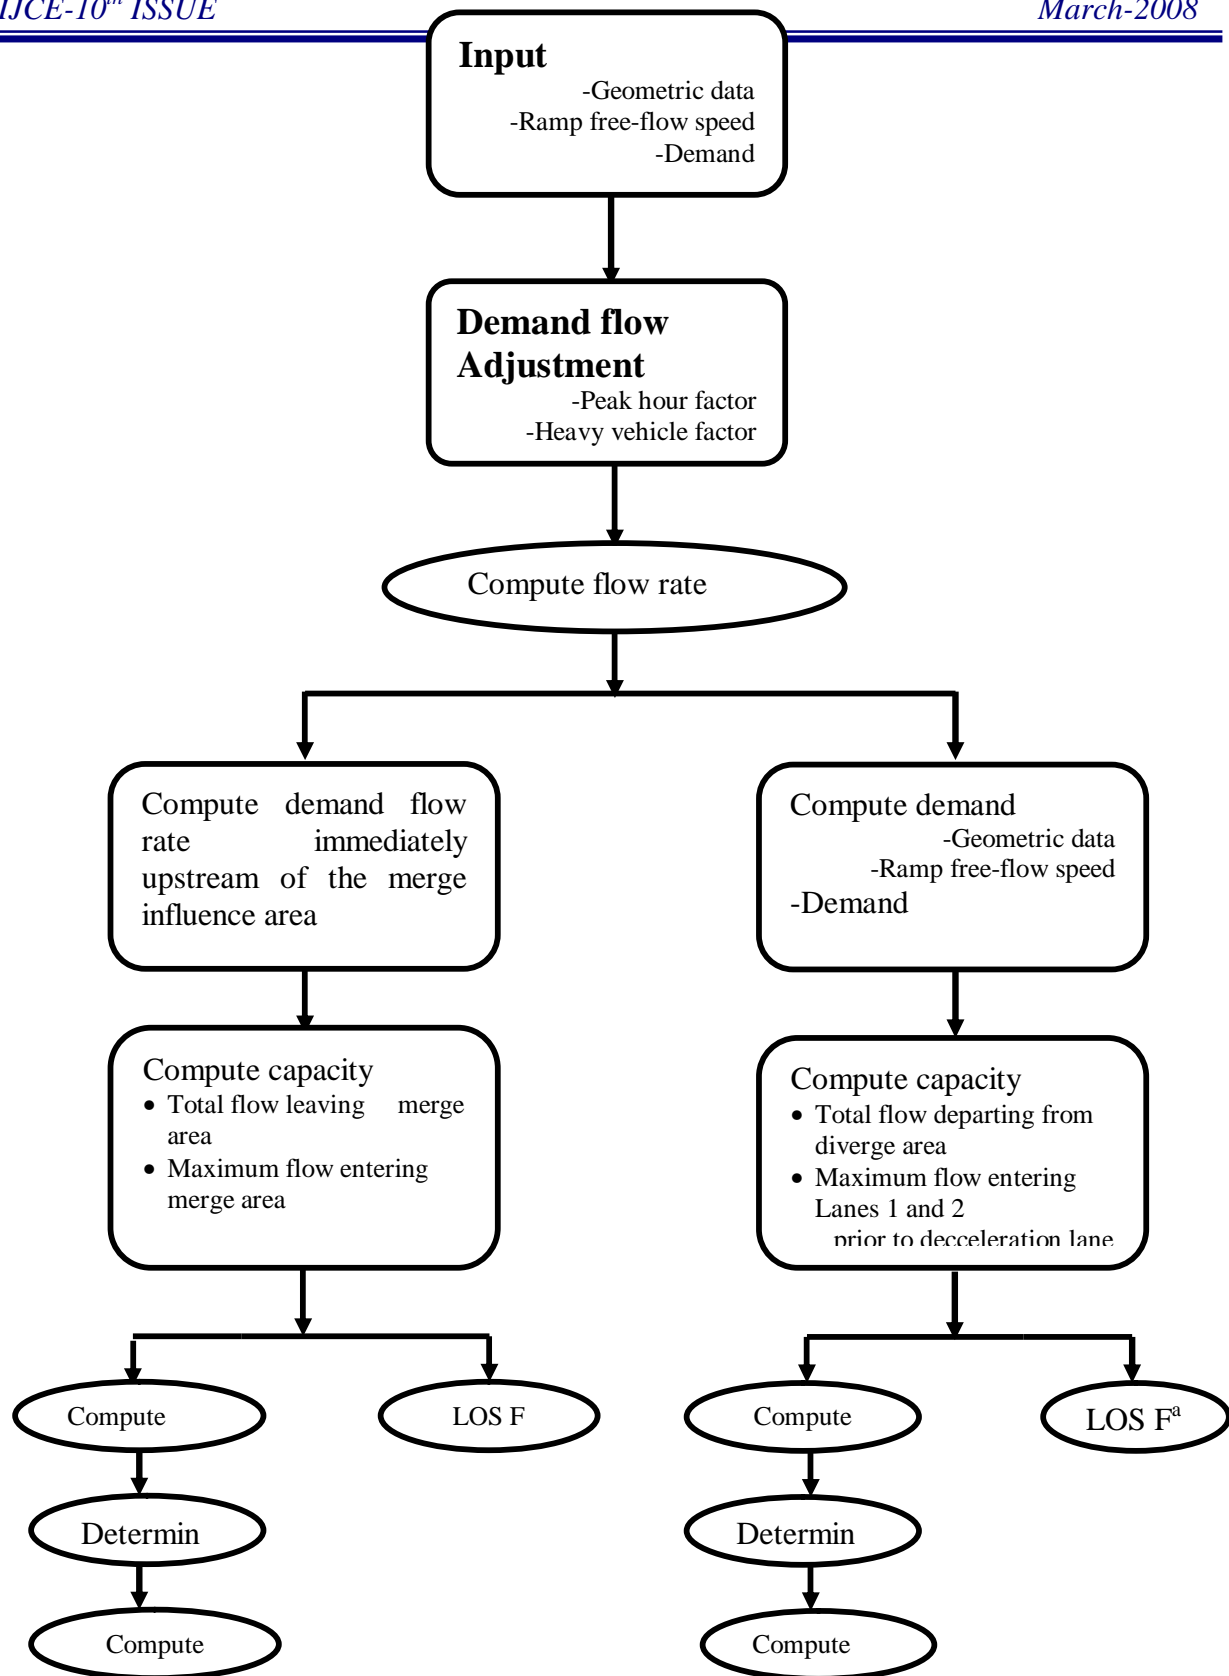 IJCE-10th ISSUE
March-2008
Input
-Geometric data
-Ramp free-flow speed
-Demand
Demand flow
Adjustment
-Peak hour factor
-Heavy vehicle factor
Compute flow rate
Compute demand flow
rate immediately
upstream of the merge
influence area
Compute demand
-Geometric data
-Ramp free-flow speed
-Demand
Compute capacity
• Total flow leaving merge
area
• Maximum flow entering
merge area
Compute capacity
• Total flow departing from
diverge area
• Maximum flow entering
Lanes 1 and 2
prior to decceleration lane
Compute
LOS F
Compute
LOS Fᵃ
Determin
Determin
Compute
Compute